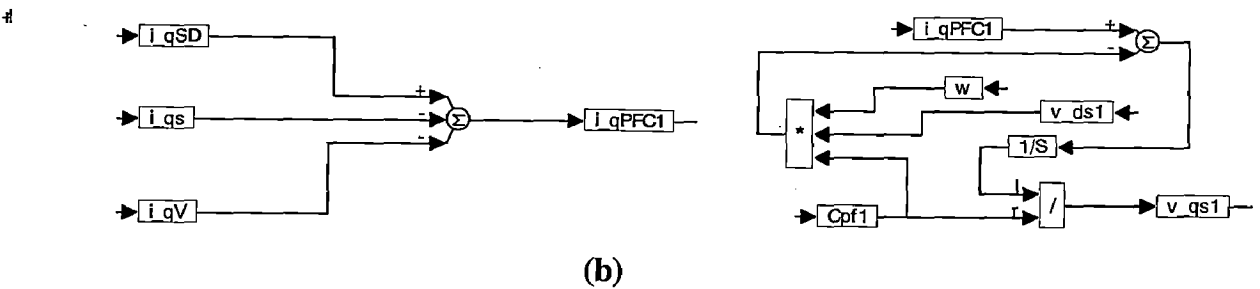 i_qSD
i_qs
i_qV
+
-
-
Σ
i_qPFC1
i_qPFC1
+
-
Σ
w
v_ds1
*
1/S
l
r
/
Cpf1
v_qs1
(b)